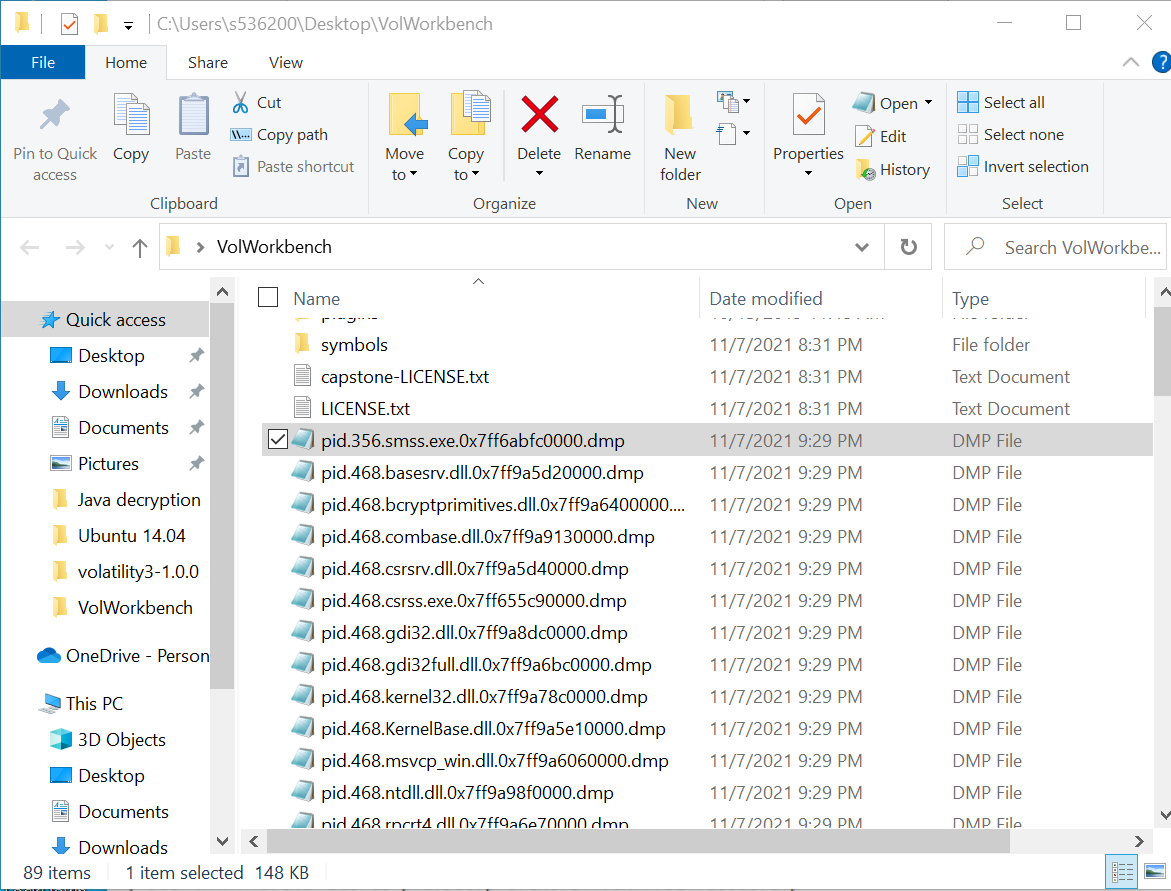 C:\Users\s536200\Desktop\VolWorkbench
File Home Share View
Pin to Quick access
Copy
Paste
Cut
Copy path
Paste shortcut
Clipboard
Move to
Copy to
Delete
Rename
Organize
New folder
New
Properties
Open
Edit
History
Open
Select all
Select none
Invert selection
Select
VolWorkbench
Search VolWorkbe...
Quick access
Desktop
Downloads
Documents
Pictures
Java decryption
Ubuntu 14.04
volatility3-1.0.0
VolWorkbench
OneDrive - Person
This PC
3D Objects
Desktop
Documents
Downloads
Name Date modified Type
plugins
symbols 11/7/2021 8:31 PM File folder
capstone-LICENSE.txt 11/7/2021 8:31 PM Text Document
LICENSE.txt 11/7/2021 8:31 PM Text Document
pid.356.smss.exe.0x7ff6abfc0000.dmp 11/7/2021 9:29 PM DMP File
pid.468.basesrv.dll.0x7ff9a5d20000.dmp 11/7/2021 9:29 PM DMP File
pid.468.bcryptprimitives.dll.0x7ff9a6400000.... 11/7/2021 9:29 PM DMP File
pid.468.combase.dll.0x7ff9a9130000.dmp 11/7/2021 9:29 PM DMP File
pid.468.csrsrv.dll.0x7ff9a5d40000.dmp 11/7/2021 9:29 PM DMP File
pid.468.csrss.exe.0x7ff655c90000.dmp 11/7/2021 9:29 PM DMP File
pid.468.gdi32.dll.0x7ff9a8dc0000.dmp 11/7/2021 9:29 PM DMP File
pid.468.gdi32full.dll.0x7ff9a6bc0000.dmp 11/7/2021 9:29 PM DMP File
pid.468.kernel32.dll.0x7ff9a78c0000.dmp 11/7/2021 9:29 PM DMP File
pid.468.KernelBase.dll.0x7ff9a5e10000.dmp 11/7/2021 9:29 PM DMP File
pid.468.msvcp_win.dll.0x7ff9a6060000.dmp 11/7/2021 9:29 PM DMP File
pid.468.ntdll.dll.0x7ff9a98f0000.dmp 11/7/2021 9:29 PM DMP File
pid.468.rpcrt4.dll.0x7ff9a6e70000.dmp 11/7/2021 9:29 PM DMP File
89 items 1 item selected 148 KB